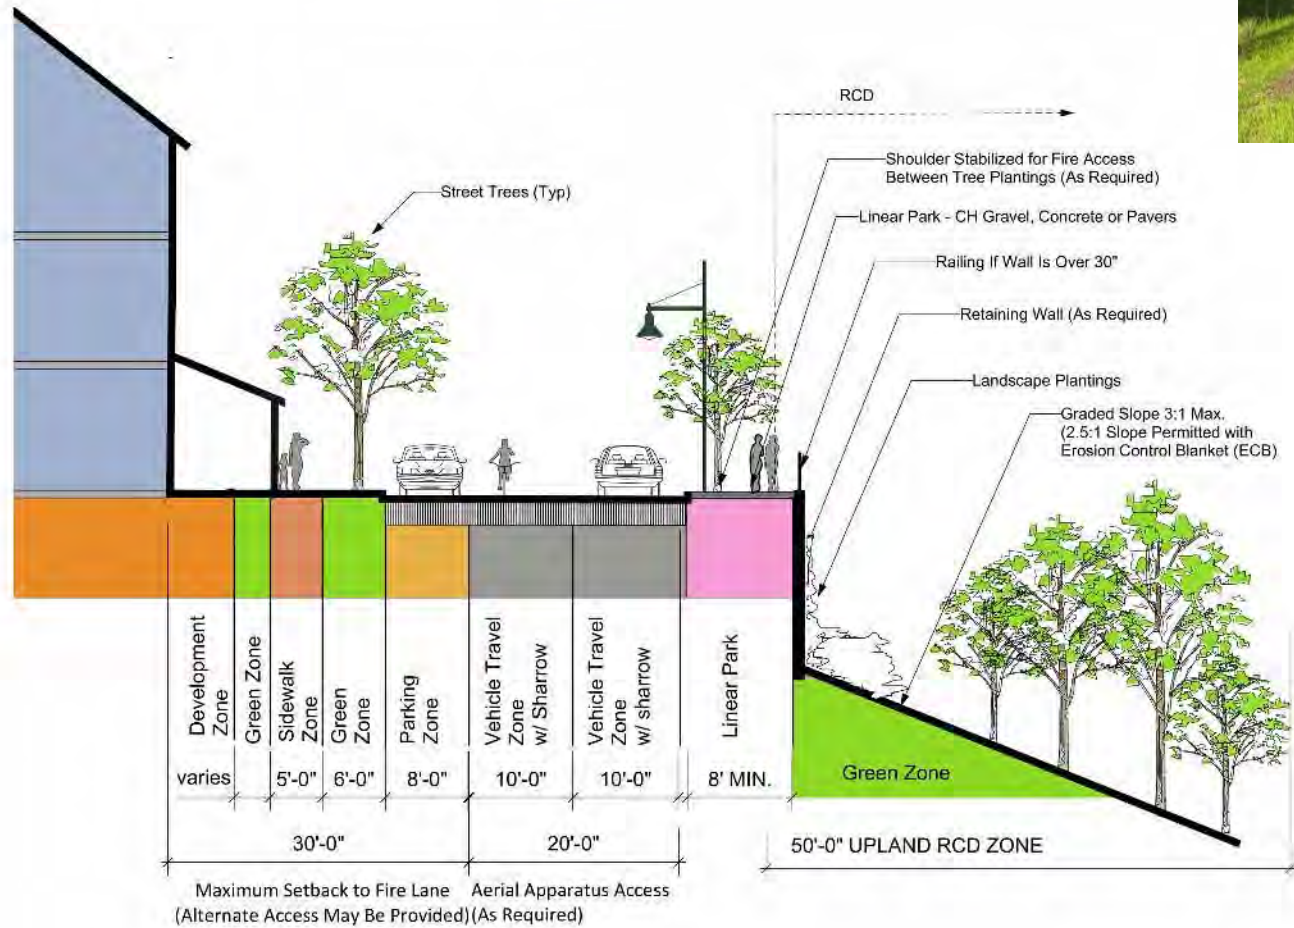 RCD
Shoulder Stabilized for Fire Access
Between Tree Plantings (As Required)
Street Trees (Typ)
Linear Park - CH Gravel, Concrete or Pavers
Railing If Wall Is Over 30"
Retaining Wall (As Required)
Landscape Plantings
Graded Slope 3:1 Max.
(2.5:1 Slope Permitted with
Erosion Control Blanket (ECB)
Development
Zone
Green Zone
Sidewalk
Zone
Green
Zone
Parking
Zone
Vehicle Travel
Zone
w/ Sharrow
Vehicle Travel
Zone
w/ sharrow
Linear Park
Green Zone
varies
5'-0"
6'-0"
8'-0"
10'-0"
10'-0"
8' MIN.
30'-0"
20'-0"
50'-0" UPLAND RCD ZONE
Maximum Setback to Fire Lane
(Alternate Access May Be Provided)
Aerial Apparatus Access
(As Required)